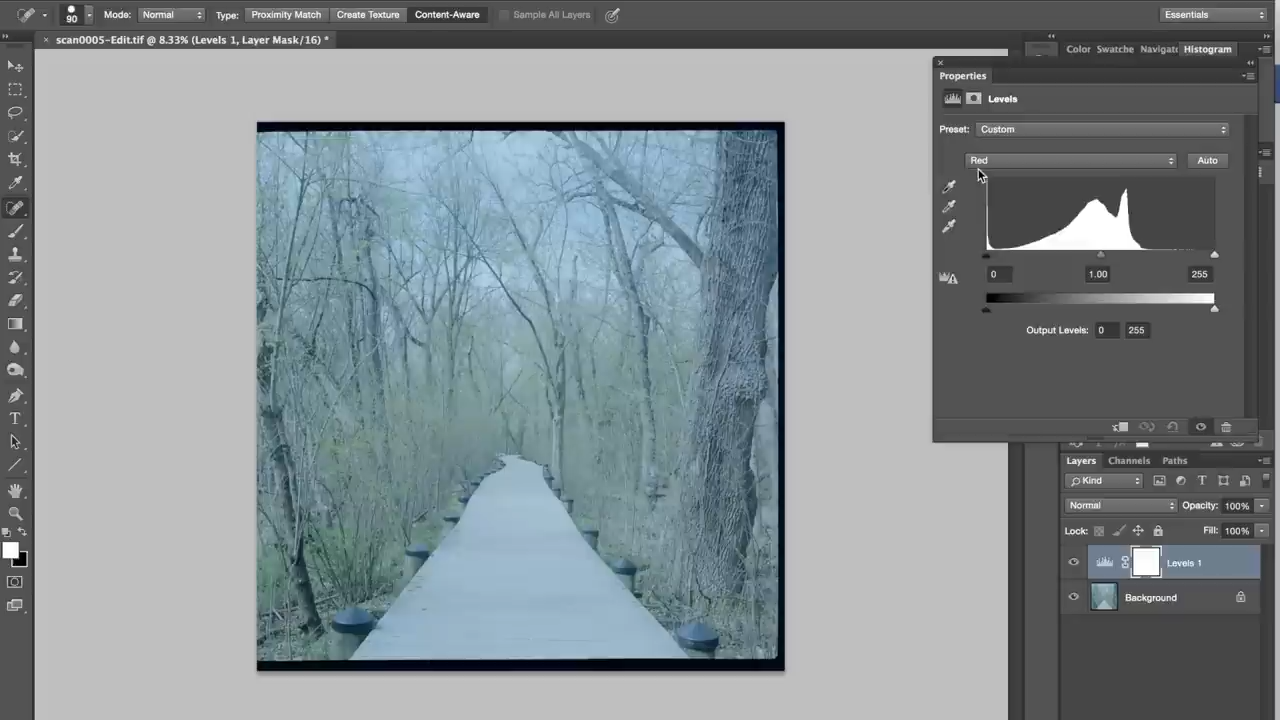 90 Mode: Normal Type: Proximity Match Create Texture Content-Aware Sample All Layers Essentials
× scan0005-Edit.tif @ 8.33% (Levels 1, Layer Mask/16) *
Color Swatche Navigate Histogram
Properties
Levels
Preset: Custom
Red Auto
0 1.00 255
Output Levels: 0 255
Layers Channels Paths
Kind
Normal Opacity: 100%
Lock: Fill: 100%
Levels 1
Background